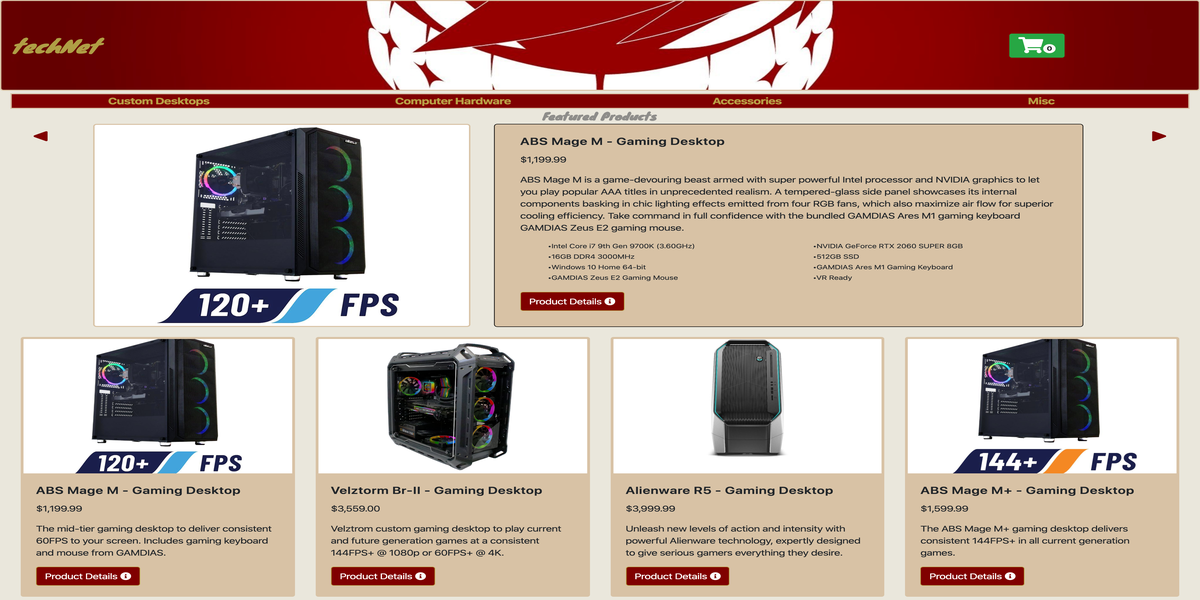 techNet
0
Custom Desktops
Computer Hardware
Accessories
Misc
Featured Products
120+ FPS
ABS Mage M - Gaming Desktop
$1,199.99
ABS Mage M is a game-devouring beast armed with super powerful Intel processor and NVIDIA graphics to let
you play popular AAA titles in unprecedented realism. A tempered-glass side panel showcases its internal
components basking in chic lighting effects emitted from four RGB fans, which also maximize air flow for superior
cooling efficiency. Take command in full confidence with the bundled GAMDIAS Ares M1 gaming keyboard
GAMDIAS Zeus E2 gaming mouse.
•Intel Core i7 9th Gen 9700K (3.60GHz)
•16GB DDR4 3000MHz
•Windows 10 Home 64-bit
•GAMDIAS Zeus E2 Gaming Mouse
•NVIDIA GeForce RTX 2060 SUPER 8GB
•512GB SSD
•GAMDIAS Ares M1 Gaming Keyboard
•VR Ready
Product Details
120+ FPS
ABS Mage M - Gaming Desktop
$1,199.99
The mid-tier gaming desktop to deliver consistent
60FPS to your screen. Includes gaming keyboard
and mouse from GAMDIAS.
Product Details
Velztorm Br-II - Gaming Desktop
$3,559.00
Velztrom custom gaming desktop to play current
and future generation games at a consistent
144FPS+ @ 1080p or 60FPS+ @ 4K.
Product Details
Alienware R5 - Gaming Desktop
$3,999.99
Unleash new levels of action and intensity with
powerful Alienware technology, expertly designed
to give serious gamers everything they desire.
Product Details
144+ FPS
ABS Mage M+ - Gaming Desktop
$1,599.99
The ABS Mage M+ gaming desktop delivers
consistent 144FPS+ in all current generation
games.
Product Details